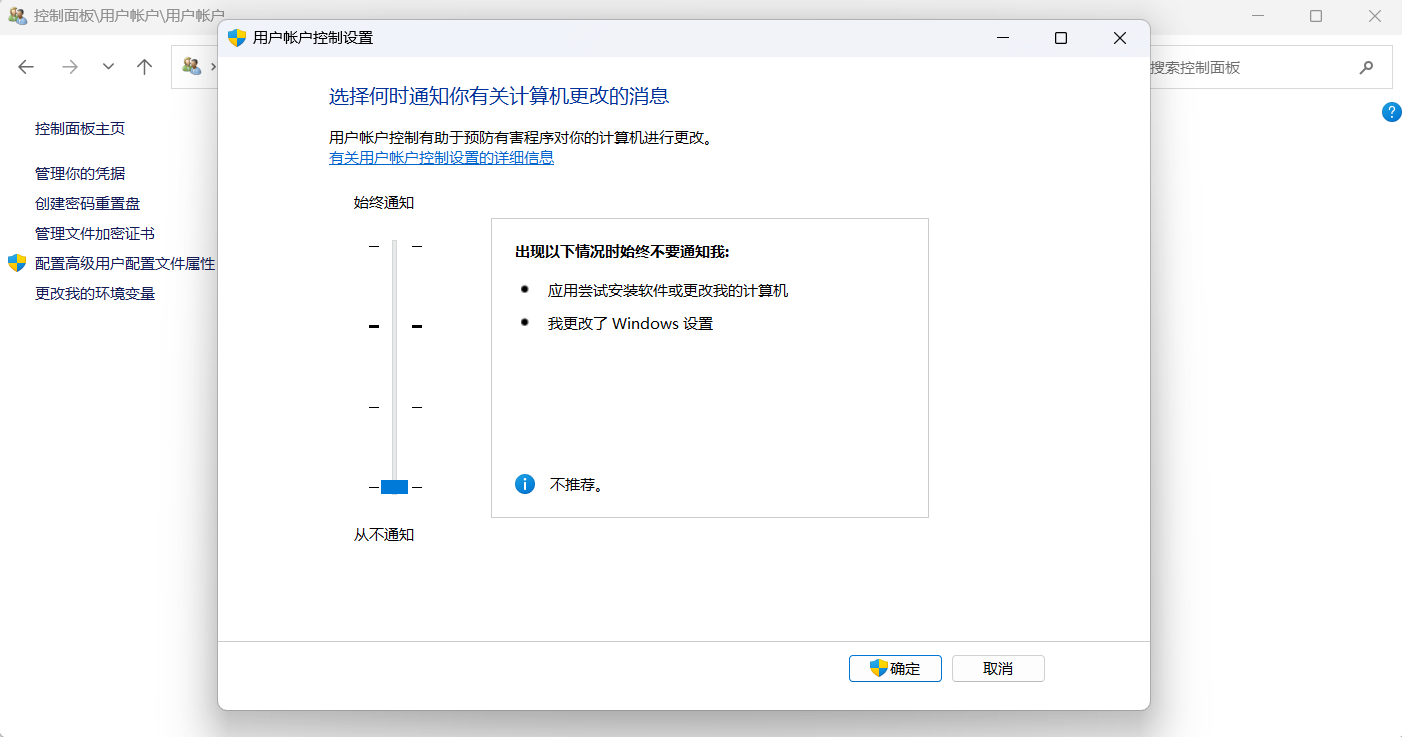 控制面板\用户帐户\用户帐户
用户帐户控制设置
搜索控制面板
控制面板主页
管理你的凭据
创建密码重置盘
管理文件加密证书
配置高级用户配置文件属性
更改我的环境变量
选择何时通知你有关计算机更改的消息
用户帐户控制有助于预防有害程序对你的计算机进行更改。
有关用户帐户控制设置的详细信息
始终通知
出现以下情况时始终不要通知我:
应用尝试安装软件或更改我的计算机
我更改了 Windows 设置
不推荐。
从不通知
确定
取消